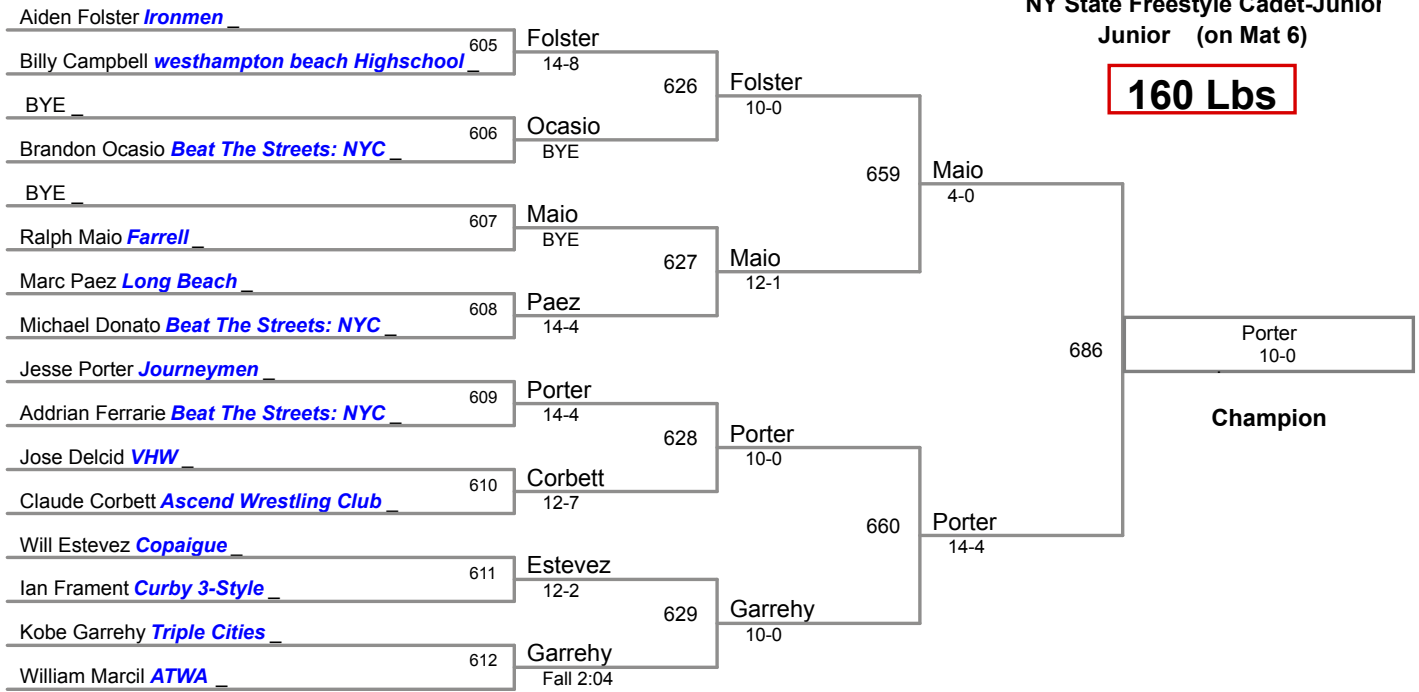 NY State Freestyle Cadet-Junior
Junior (on Mat 6)
160 Lbs
Aiden Folster Ironmen _
605
Folster
14-8
Billy Campbell westhampton beach Highschool _
626
Folster
10-0
BYE _
606
Ocasio
BYE
Brandon Ocasio Beat The Streets: NYC _
659
Maio
4-0
BYE _
607
Maio
BYE
Ralph Maio Farrell _
627
Maio
12-1
Marc Paez Long Beach _
608
Paez
14-4
Michael Donato Beat The Streets: NYC _
686
Porter
10-0
Champion
Jesse Porter Journeymen _
609
Porter
14-4
Addrian Ferrarie Beat The Streets: NYC _
628
Porter
10-0
Jose Delcid VHW _
610
Corbett
12-7
Claude Corbett Ascend Wrestling Club _
660
Porter
14-4
Will Estevez Copaigue _
611
Estevez
12-2
Ian Frament Curby 3-Style _
629
Garrehy
10-0
Kobe Garrehy Triple Cities _
612
Garrehy
Fall 2:04
William Marcil ATWA _